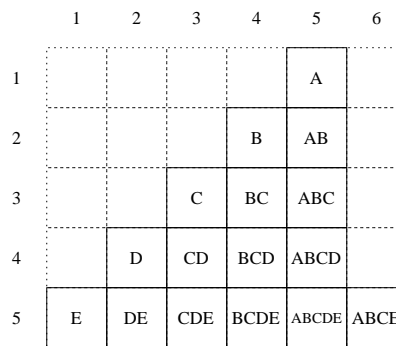 1 2 3 4 5 6
1 A
2 B AB
3 C BC ABC
4 D CD BCD ABCD
5 E DE CDE BCDE ABCDE ABCE